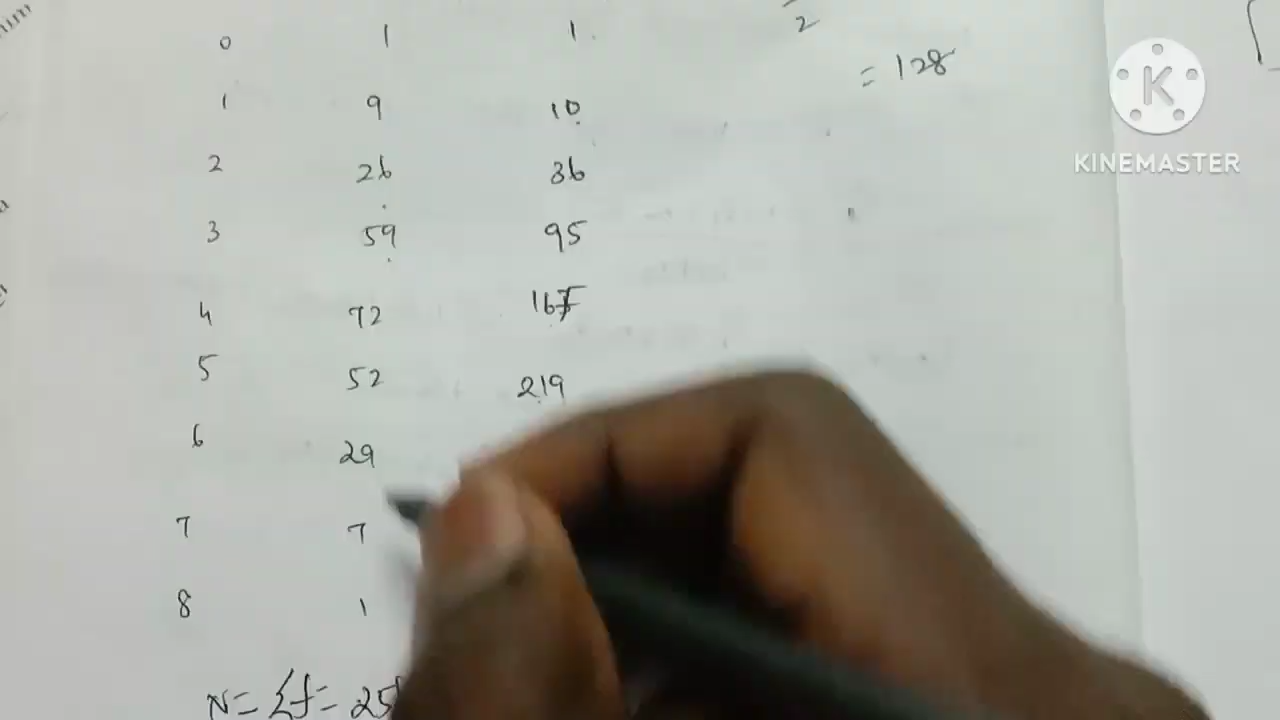 0 1 1.
2
= 128
1 9 10
KINEMASTER
2 26 36
3 59 95
4 72 167
5 52 219
6 29
7 7
8 1
N = Σf = 25